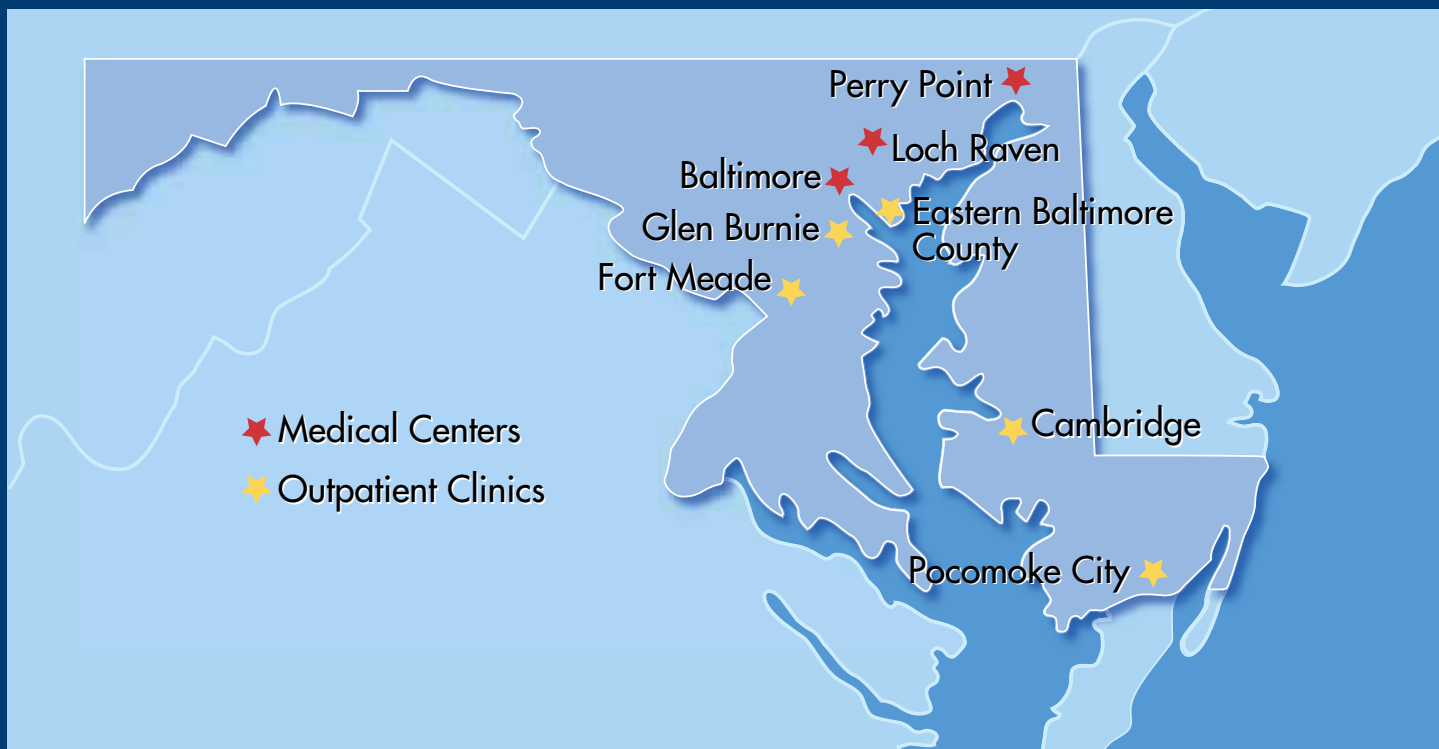 Perry Point
Loch Raven
Baltimore
Eastern Baltimore
County
Glen Burnie
Fort Meade
Cambridge
Medical Centers
Outpatient Clinics
Pocomoke City